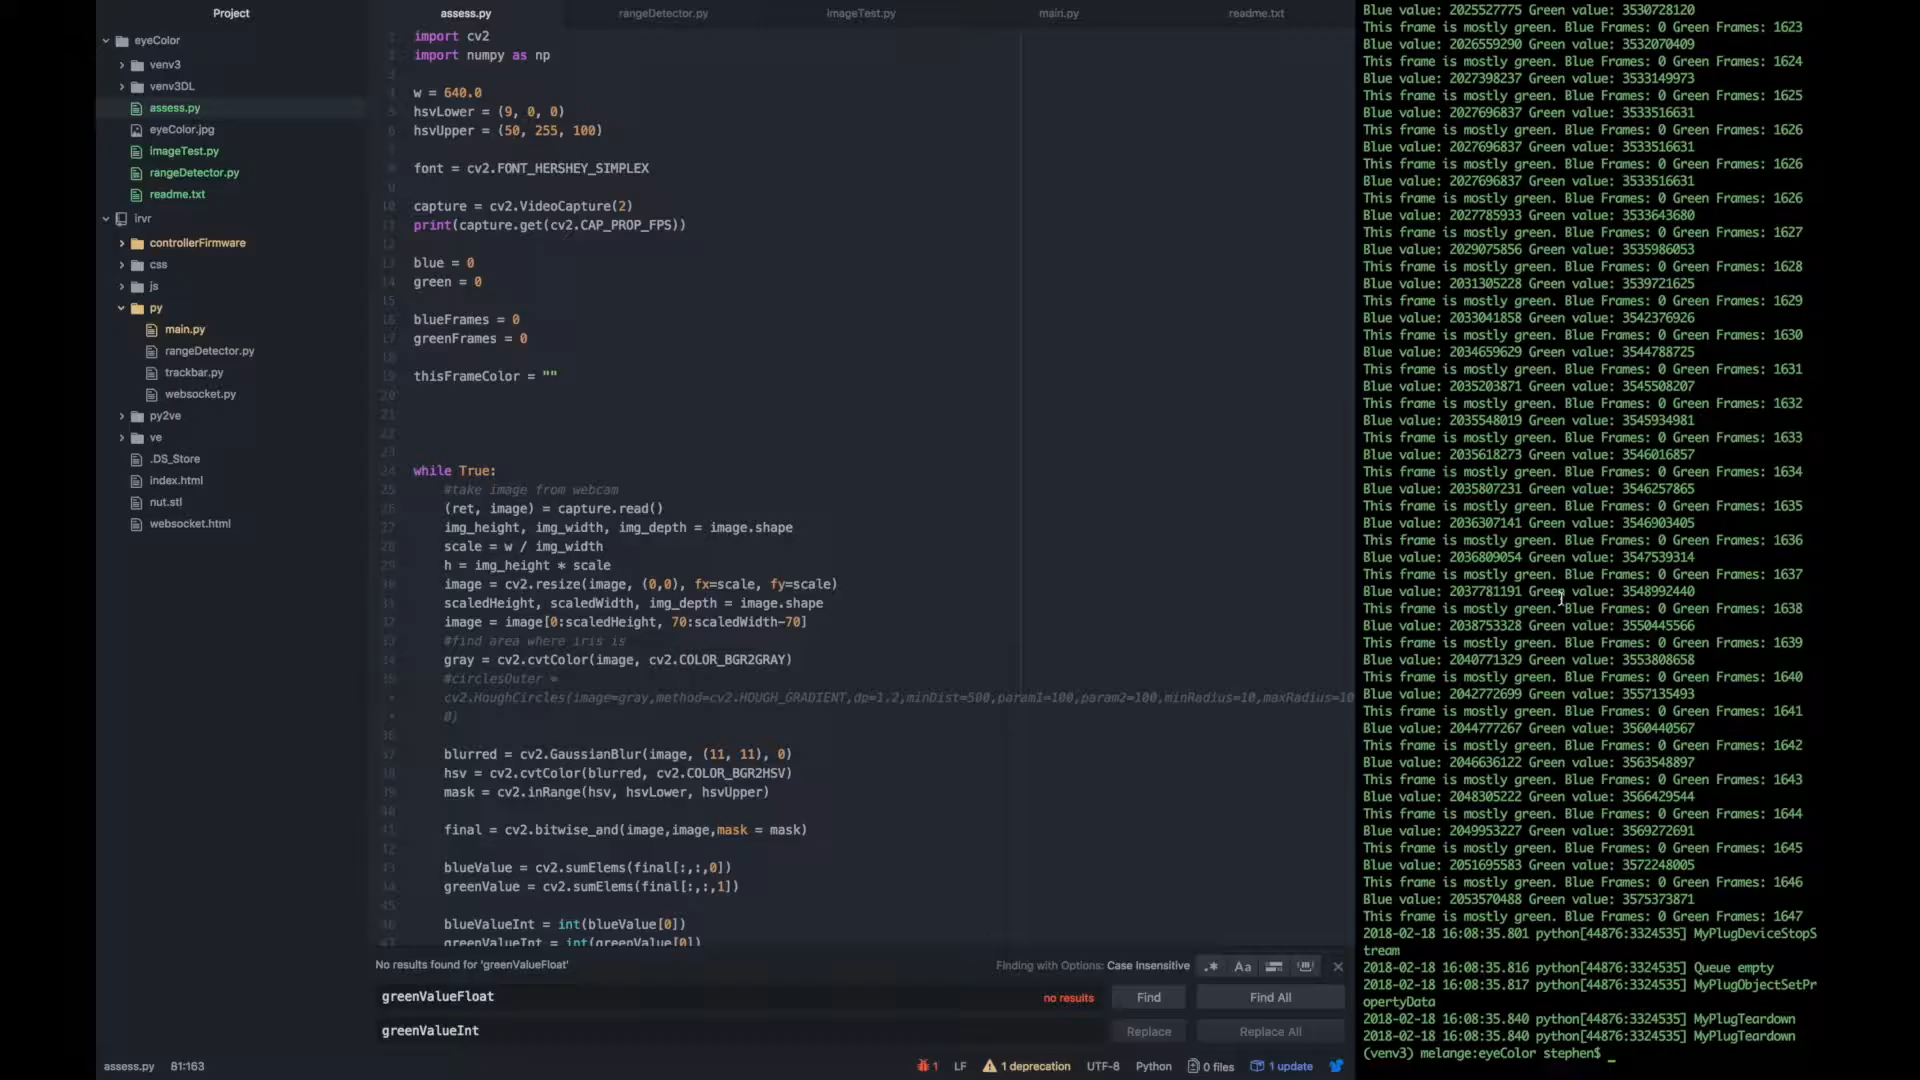 Project
eyeColor
venv3
venv3DL
assess.py
eyeColor.jpg
imageTest.py
rangeDetector.py
readme.txt
irvr
controllerFirmware
css
js
py
main.py
rangeDetector.py
trackbar.py
websocket.py
py2ve
ve
.DS_Store
index.html
nut.stl
websocket.html
assess.py
rangeDetector.py
imageTest.py
main.py
readme.txt
import cv2
import numpy as np
w = 640.0
hsvLower = (9, 0, 0)
hsvUpper = (50, 255, 100)
font = cv2.FONT_HERSHEY_SIMPLEX
capture = cv2.VideoCapture(2)
print(capture.get(cv2.CAP_PROP_FPS))
blue = 0
green = 0
blueFrames = 0
greenFrames = 0
thisFrameColor = ""
while True:
#take image from webcam
(ret, image) = capture.read()
img_height, img_width, img_depth = image.shape
scale = w / img_width
h = img_height * scale
image = cv2.resize(image, (0,0), fx=scale, fy=scale)
scaledHeight, scaledWidth, img_depth = image.shape
image = image[0:scaledHeight, 70:scaledWidth-70]
#find area where iris is
gray = cv2.cvtColor(image, cv2.COLOR_BGR2GRAY)
#circlesOuter =
cv2.HoughCircles(image=gray,method=cv2.HOUGH_GRADIENT,dp=1.2,minDist=500,param1=100,param2=100,minRadius=10,maxRadius=10
0)
blurred = cv2.GaussianBlur(image, (11, 11), 0)
hsv = cv2.cvtColor(blurred, cv2.COLOR_BGR2HSV)
mask = cv2.inRange(hsv, hsvLower, hsvUpper)
final = cv2.bitwise_and(image,image,mask = mask)
blueValue = cv2.sumElems(final[:,:,0])
greenValue = cv2.sumElems(final[:,:,1])
blueValueInt = int(blueValue[0])
greenValueInt = int(greenValue[0])
No results found for 'greenValueFloat'
Finding with Options: Case Insensitive
.* Aa
greenValueFloat
no results
Find
Find All
greenValueInt
Replace
Replace All
assess.py 81:163
1 LF 1 deprecation UTF-8 Python 0 files 1 update
Blue value: 2025527775 Green value: 3530728120
This frame is mostly green. Blue Frames: 0 Green Frames: 1623
Blue value: 2026559290 Green value: 3532070409
This frame is mostly green. Blue Frames: 0 Green Frames: 1624
Blue value: 2027398237 Green value: 3533149973
This frame is mostly green. Blue Frames: 0 Green Frames: 1625
Blue value: 2027696837 Green value: 3533516631
This frame is mostly green. Blue Frames: 0 Green Frames: 1626
Blue value: 2027696837 Green value: 3533516631
This frame is mostly green. Blue Frames: 0 Green Frames: 1626
Blue value: 2027696837 Green value: 3533516631
This frame is mostly green. Blue Frames: 0 Green Frames: 1626
Blue value: 2027785933 Green value: 3533643680
This frame is mostly green. Blue Frames: 0 Green Frames: 1627
Blue value: 2029075856 Green value: 3535986053
This frame is mostly green. Blue Frames: 0 Green Frames: 1628
Blue value: 2031305228 Green value: 3539721625
This frame is mostly green. Blue Frames: 0 Green Frames: 1629
Blue value: 2033041858 Green value: 3542376926
This frame is mostly green. Blue Frames: 0 Green Frames: 1630
Blue value: 2034659629 Green value: 3544788725
This frame is mostly green. Blue Frames: 0 Green Frames: 1631
Blue value: 2035203871 Green value: 3545508207
This frame is mostly green. Blue Frames: 0 Green Frames: 1632
Blue value: 2035548019 Green value: 3545934981
This frame is mostly green. Blue Frames: 0 Green Frames: 1633
Blue value: 2035618273 Green value: 3546016857
This frame is mostly green. Blue Frames: 0 Green Frames: 1634
Blue value: 2035807231 Green value: 3546257865
This frame is mostly green. Blue Frames: 0 Green Frames: 1635
Blue value: 2036307141 Green value: 3546903405
This frame is mostly green. Blue Frames: 0 Green Frames: 1636
Blue value: 2036809054 Green value: 3547539314
This frame is mostly green. Blue Frames: 0 Green Frames: 1637
Blue value: 2037781191 Green value: 3548992440
This frame is mostly green. Blue Frames: 0 Green Frames: 1638
Blue value: 2038753328 Green value: 3550445566
This frame is mostly green. Blue Frames: 0 Green Frames: 1639
Blue value: 2040771329 Green value: 3553808658
This frame is mostly green. Blue Frames: 0 Green Frames: 1640
Blue value: 2042772699 Green value: 3557135493
This frame is mostly green. Blue Frames: 0 Green Frames: 1641
Blue value: 2044777267 Green value: 3560440567
This frame is mostly green. Blue Frames: 0 Green Frames: 1642
Blue value: 2046636122 Green value: 3563548897
This frame is mostly green. Blue Frames: 0 Green Frames: 1643
Blue value: 2048305222 Green value: 3566429544
This frame is mostly green. Blue Frames: 0 Green Frames: 1644
Blue value: 2049953227 Green value: 3569272691
This frame is mostly green. Blue Frames: 0 Green Frames: 1645
Blue value: 2051695583 Green value: 3572248005
This frame is mostly green. Blue Frames: 0 Green Frames: 1646
Blue value: 2053570488 Green value: 3575373871
This frame is mostly green. Blue Frames: 0 Green Frames: 1647
2018-02-18 16:08:35.801 python[44876:3324535] MyPlugDeviceStopS
tream
2018-02-18 16:08:35.816 python[44876:3324535] Queue empty
2018-02-18 16:08:35.817 python[44876:3324535] MyPlugObjectSetPr
opertyData
2018-02-18 16:08:35.840 python[44876:3324535] MyPlugTeardown
2018-02-18 16:08:35.840 python[44876:3324535] MyPlugTeardown
(venv3) melange:eyeColor stephen$ _